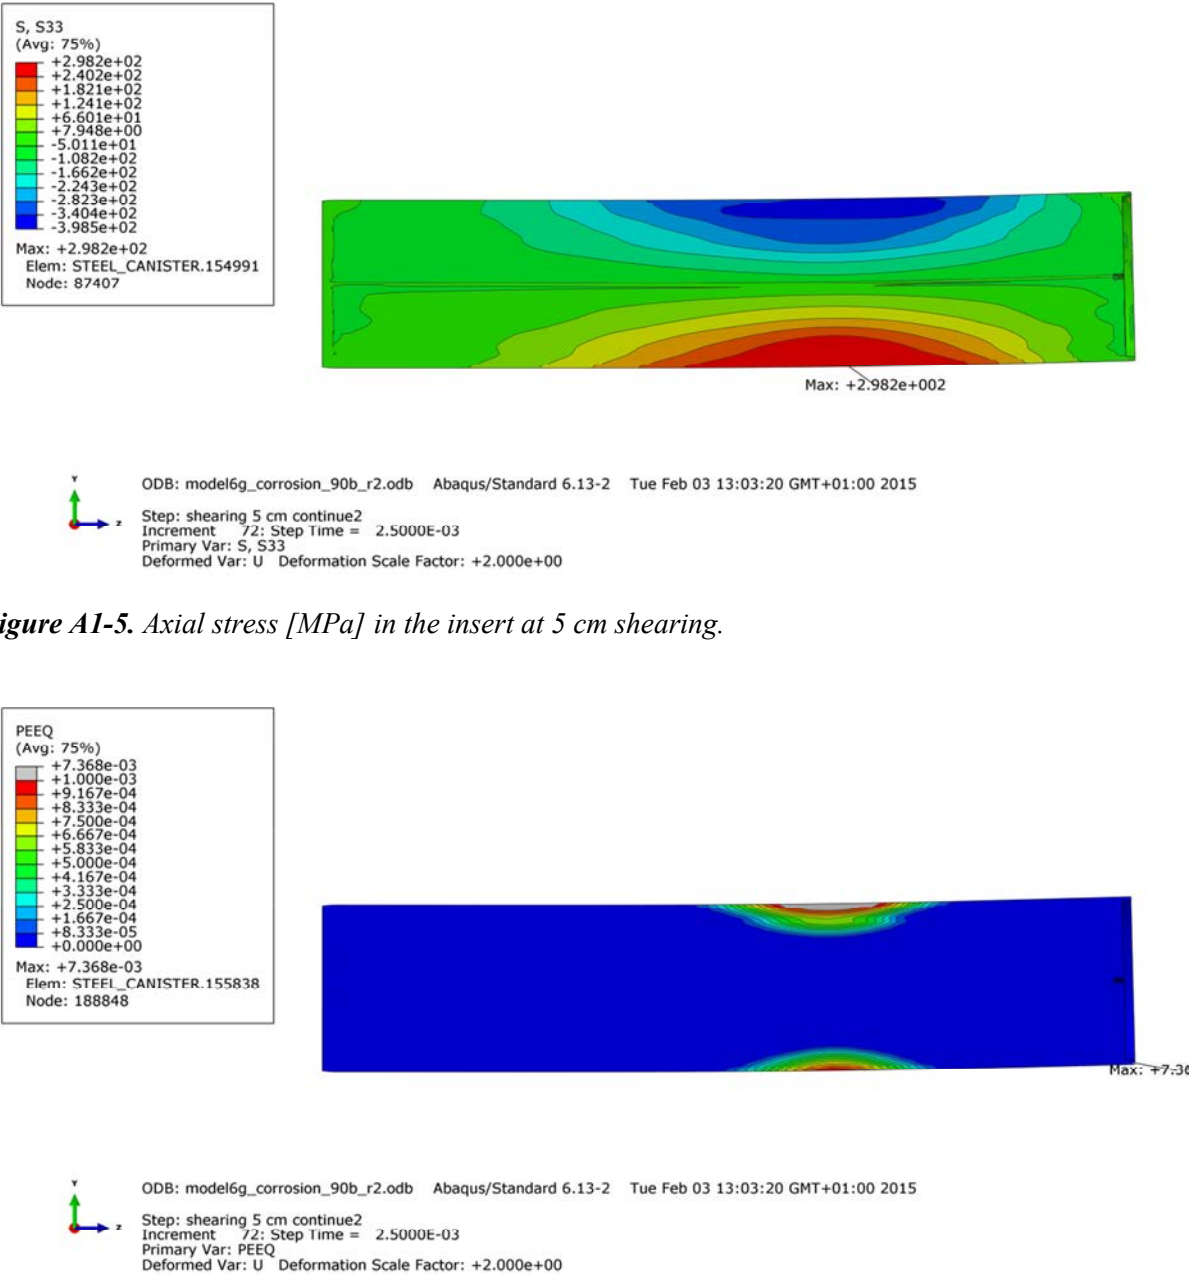 S, S33
(Avg: 75%)
+2.982e+02
+2.402e+02
+1.821e+02
+1.241e+02
+6.601e+01
+7.948e+00
-5.011e+01
-1.082e+02
-1.662e+02
-2.243e+02
-2.823e+02
-3.404e+02
-3.985e+02
Max: +2.982e+02
Elem: STEEL_CANISTER.154991
Node: 87407
Max: +2.982e+002
Y
Z
ODB: model6g_corrosion_90b_r2.odb Abaqus/Standard 6.13-2 Tue Feb 03 13:03:20 GMT+01:00 2015
Step: shearing 5 cm continue2
Increment 72: Step Time = 2.5000E-03
Primary Var: S, S33
Deformed Var: U Deformation Scale Factor: +2.000e+00
igure A1-5. Axial stress [MPa] in the insert at 5 cm shearing.
PEEQ
(Avg: 75%)
+7.368e-03
+1.000e-03
+9.167e-04
+8.333e-04
+7.500e-04
+6.667e-04
+5.833e-04
+5.000e-04
+4.167e-04
+3.333e-04
+2.500e-04
+1.667e-04
+8.333e-05
+0.000e+00
Max: +7.368e-03
Elem: STEEL_CANISTER.155838
Node: 188848
Max: +7.36
Y
Z
ODB: model6g_corrosion_90b_r2.odb Abaqus/Standard 6.13-2 Tue Feb 03 13:03:20 GMT+01:00 2015
Step: shearing 5 cm continue2
Increment 72: Step Time = 2.5000E-03
Primary Var: PEEQ
Deformed Var: U Deformation Scale Factor: +2.000e+00